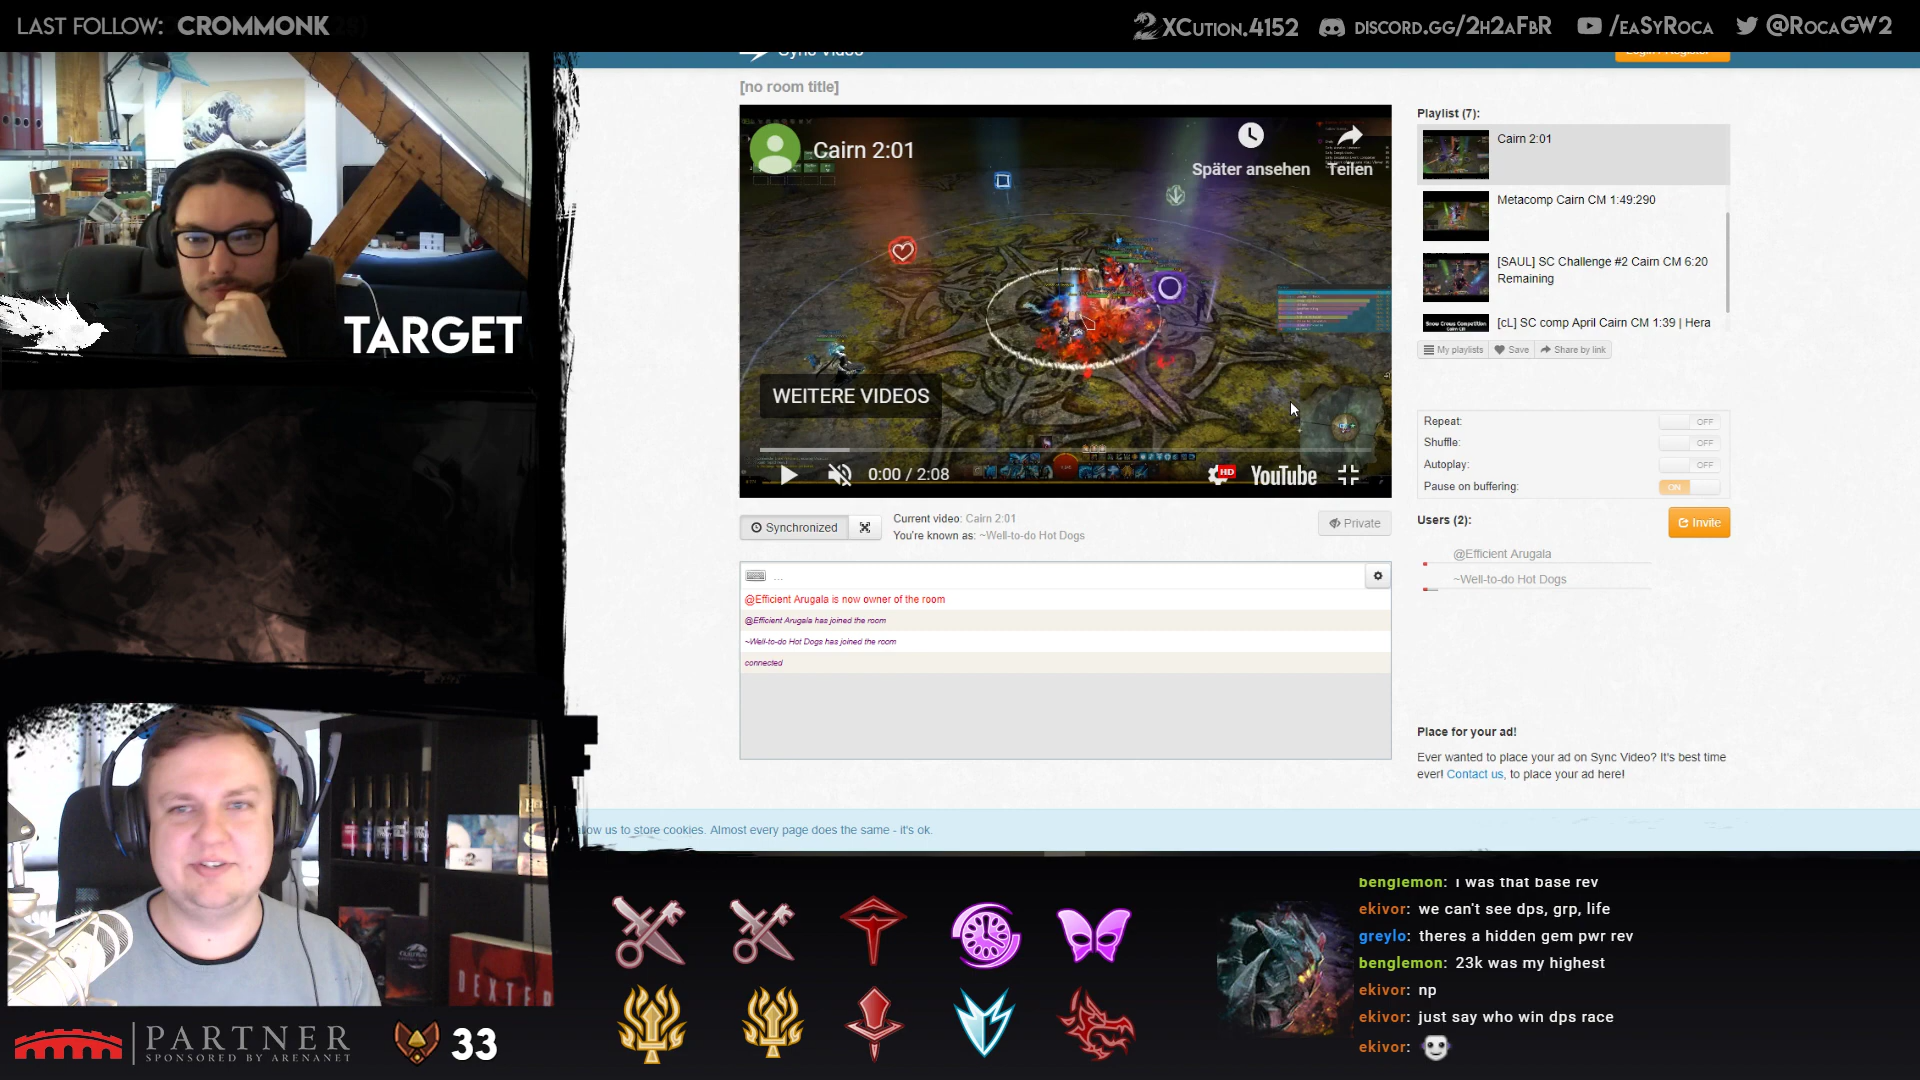 LAST FOLLOW: CROMMONK
XCution.4152
discord.gg/2h2aFbR
/eaSyRoca
@RocaGW2
Sync Video
[no room title]
TARGET
Cairn 2:01
Später ansehen
Teilen
WEITERE VIDEOS
0:00 / 2:08
HD
YouTube
Synchronized
Current video: Cairn 2:01
You're known as: ~Well-to-do Hot Dogs
Private
...
@Efficient Arugala is now owner of the room
@Efficient Arugala has joined the room
~Well-to-do Hot Dogs has joined the room
connected
Playlist (7):
Cairn 2:01
Metacomp Cairn CM 1:49:290
[SAUL] SC Challenge #2 Cairn CM 6:20
Remaining
[cL] SC comp April Cairn CM 1:39 | Hera
My playlists
Save
Share by link
Repeat: OFF
Shuffle: OFF
Autoplay: OFF
Pause on buffering: ON
Users (2):
Invite
@Efficient Arugala
~Well-to-do Hot Dogs
Place for your ad!
Ever wanted to place your ad on Sync Video? It's best time
ever! Contact us, to place your ad here!
us to store cookies. Almost every page does the same - it's ok.
DEXTER
benglemon: I was that base rev
ekivor: we can't see dps, grp, life
greylo: theres a hidden gem pwr rev
benglemon: 23k was my highest
ekivor: np
ekivor: just say who win dps race
ekivor:
PARTNER
SPONSORED BY ARENANET
33